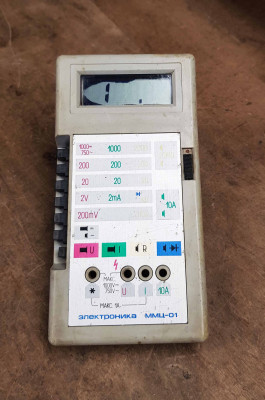 1000= 1000
750~
200 200
20 20
10A
2V 2mA
200mV
U I R
МАКС.
1000V=
750V~
U I 10A
* МАКС. 1A
электроника ММЦ-01